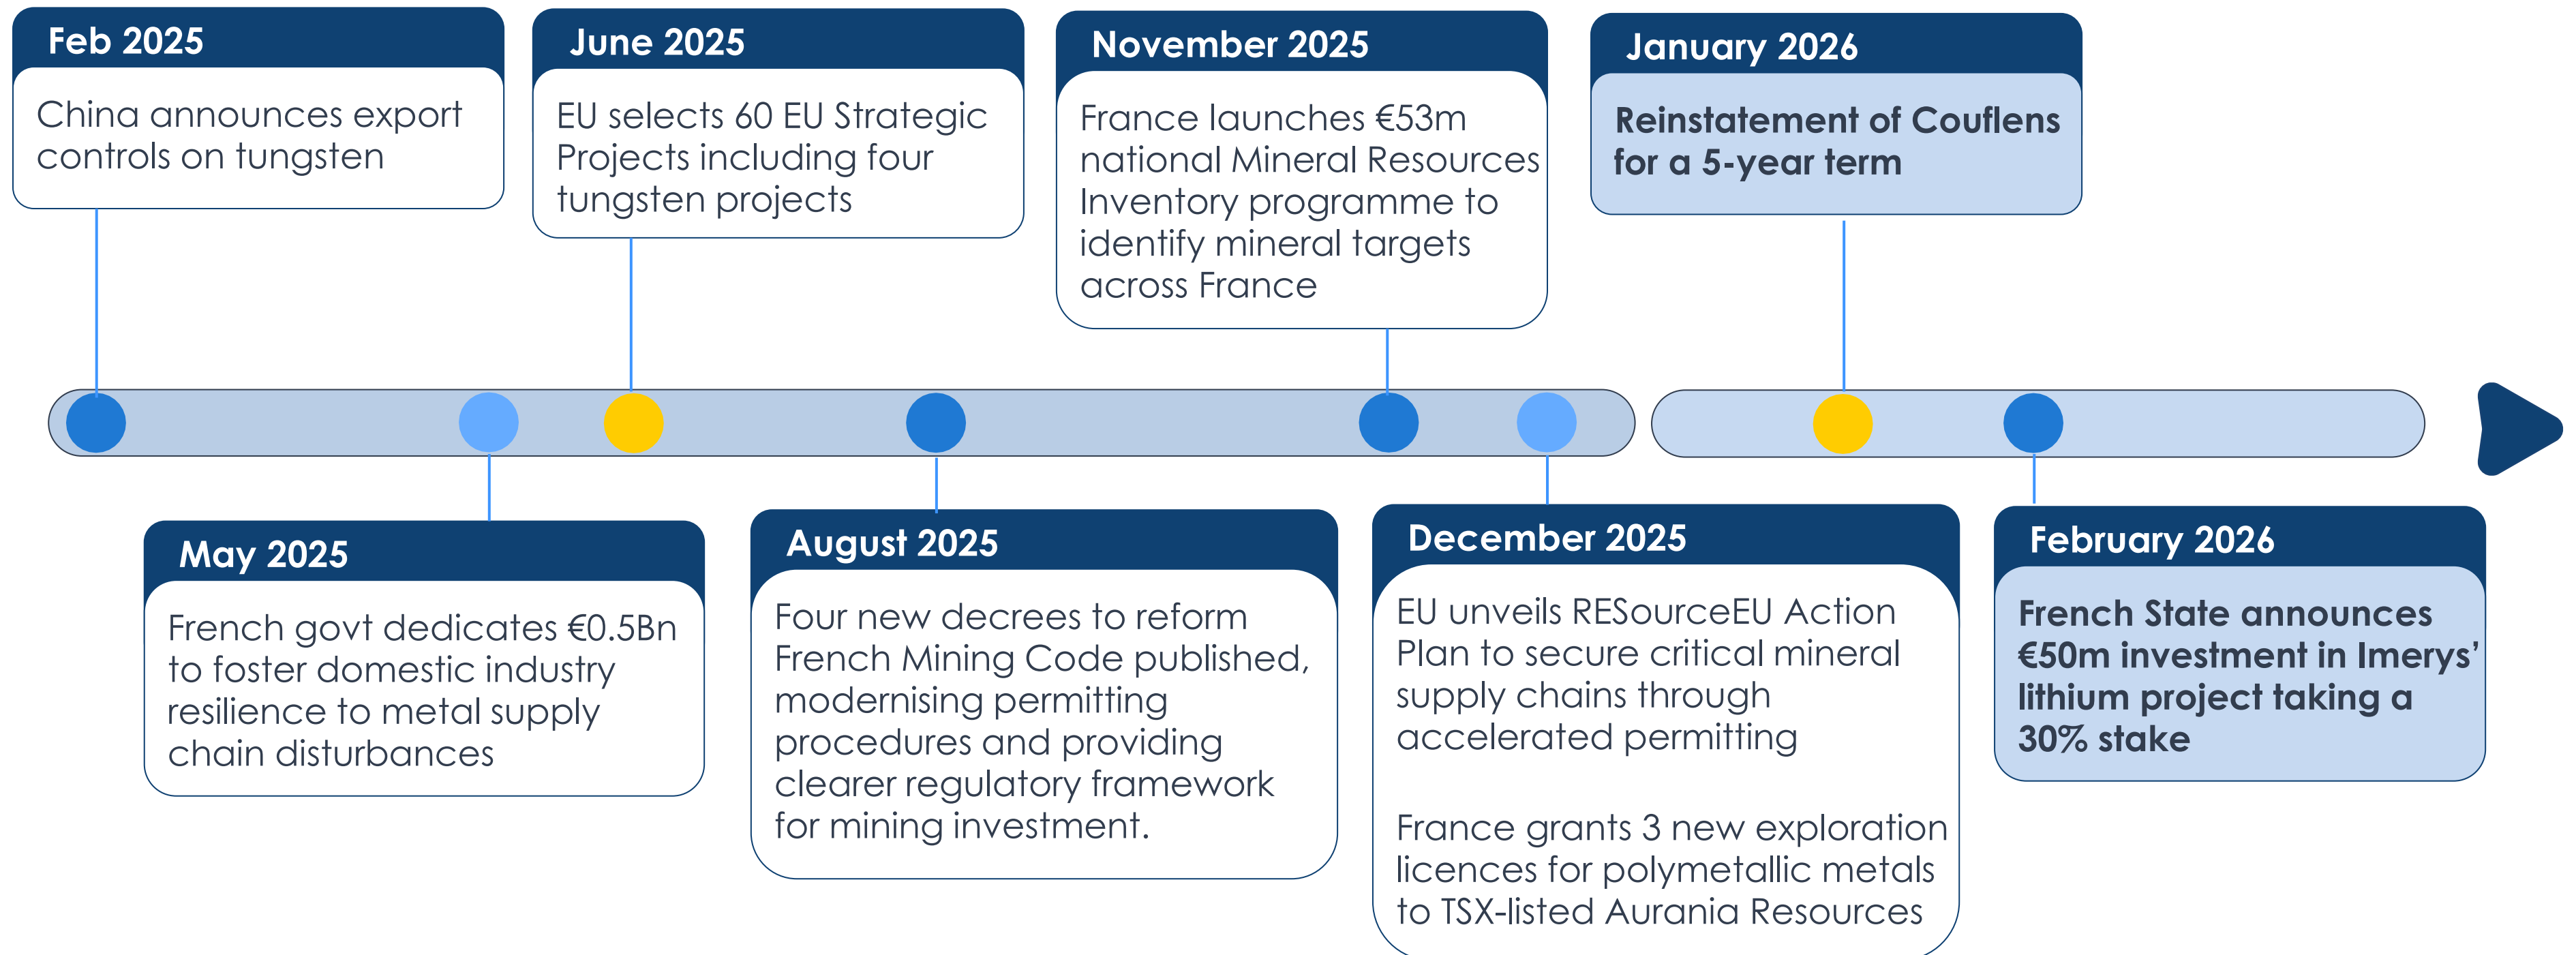 Feb 2025
China announces export
controls on tungsten
June 2025
EU selects 60 EU Strategic
Projects including four
tungsten projects
November 2025
France launches €53m
national Mineral Resources
Inventory programme to
identify mineral targets
across France
January 2026
Reinstatement of Couflens
for a 5-year term
May 2025
French govt dedicates €0.5Bn
to foster domestic industry
resilience to metal supply
chain disturbances
August 2025
Four new decrees to reform
French Mining Code published,
modernising permitting
procedures and providing
clearer regulatory framework
for mining investment.
December 2025
EU unveils RESourceEU Action
Plan to secure critical mineral
supply chains through
accelerated permitting
France grants 3 new exploration
licences for polymetallic metals
to TSX-listed Aurania Resources
February 2026
French State announces
€50m investment in Imerys’
lithium project taking a
30% stake